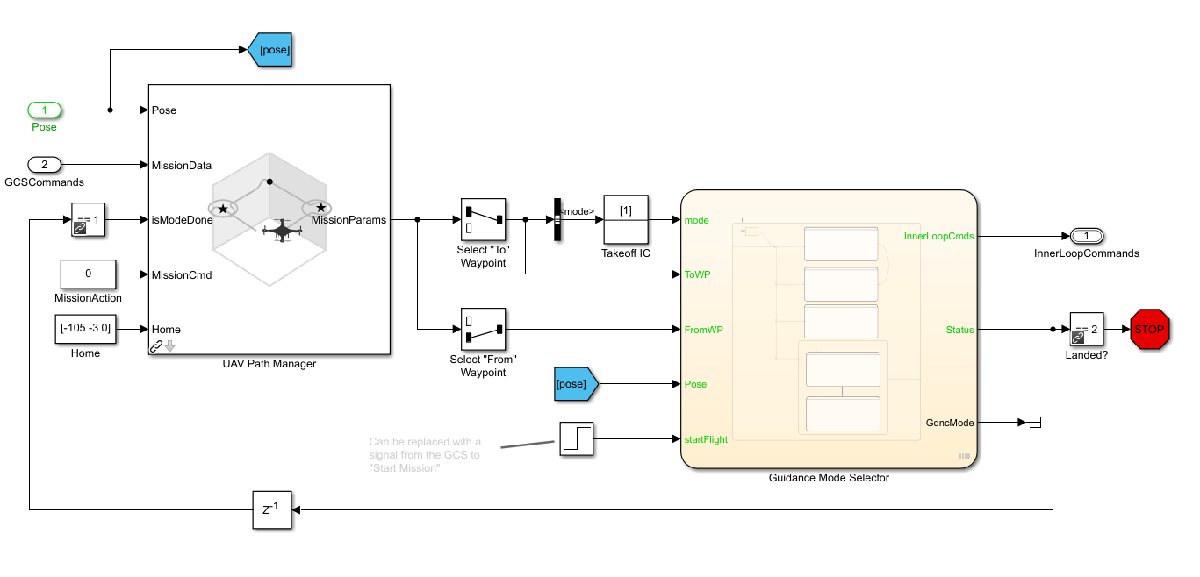 [pose]
1
Pose
Pose
2
GCSCommands
MissionData
== 1
isModeDone
MissionParams
0
MissionAction
MissionCmd
[-105 -3 0]
Home
Home
UAV Path Manager
Select "To"
Waypoint
<mode>
[1]
Takeoff IC
Select "From"
Waypoint
[pose]
Can be replaced with a
signal from the GCS to
"Start Mission"
mode
ToWP
FromWP
Pose
startFlight
InnerLoopCmds
Status
Guidance Mode Selector
1
InnerLoopCommands
== 2
Landed?
STOP
z-1